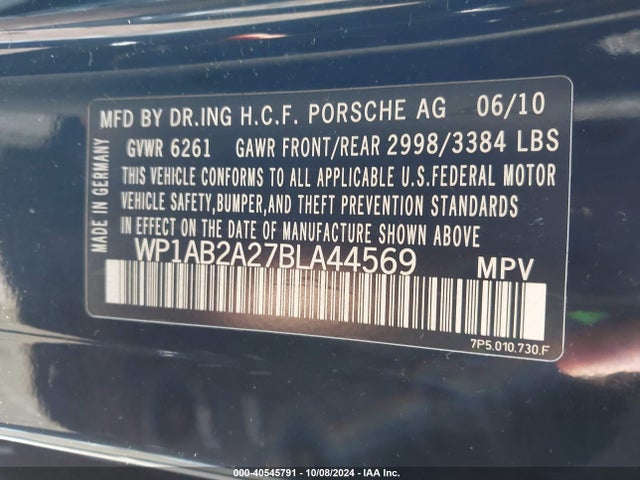 MFD BY DR.ING H.C.F. PORSCHE AG 06/10
MADE IN GERMANY
GVWR 6261 GAWR FRONT/REAR 2998/3384 LBS
THIS VEHICLE CONFORMS TO ALL APPLICABLE U.S.FEDERAL MOTOR
VEHICLE SAFETY,BUMPER,AND THEFT PREVENTION STANDARDS
IN EFFECT ON THE DATE OF MANUFACTURE SHOWN ABOVE
WP1AB2A27BLA44569 MPV
7P5.010.730.F
000-40545791 - 10/08/2024 - IAA Inc.